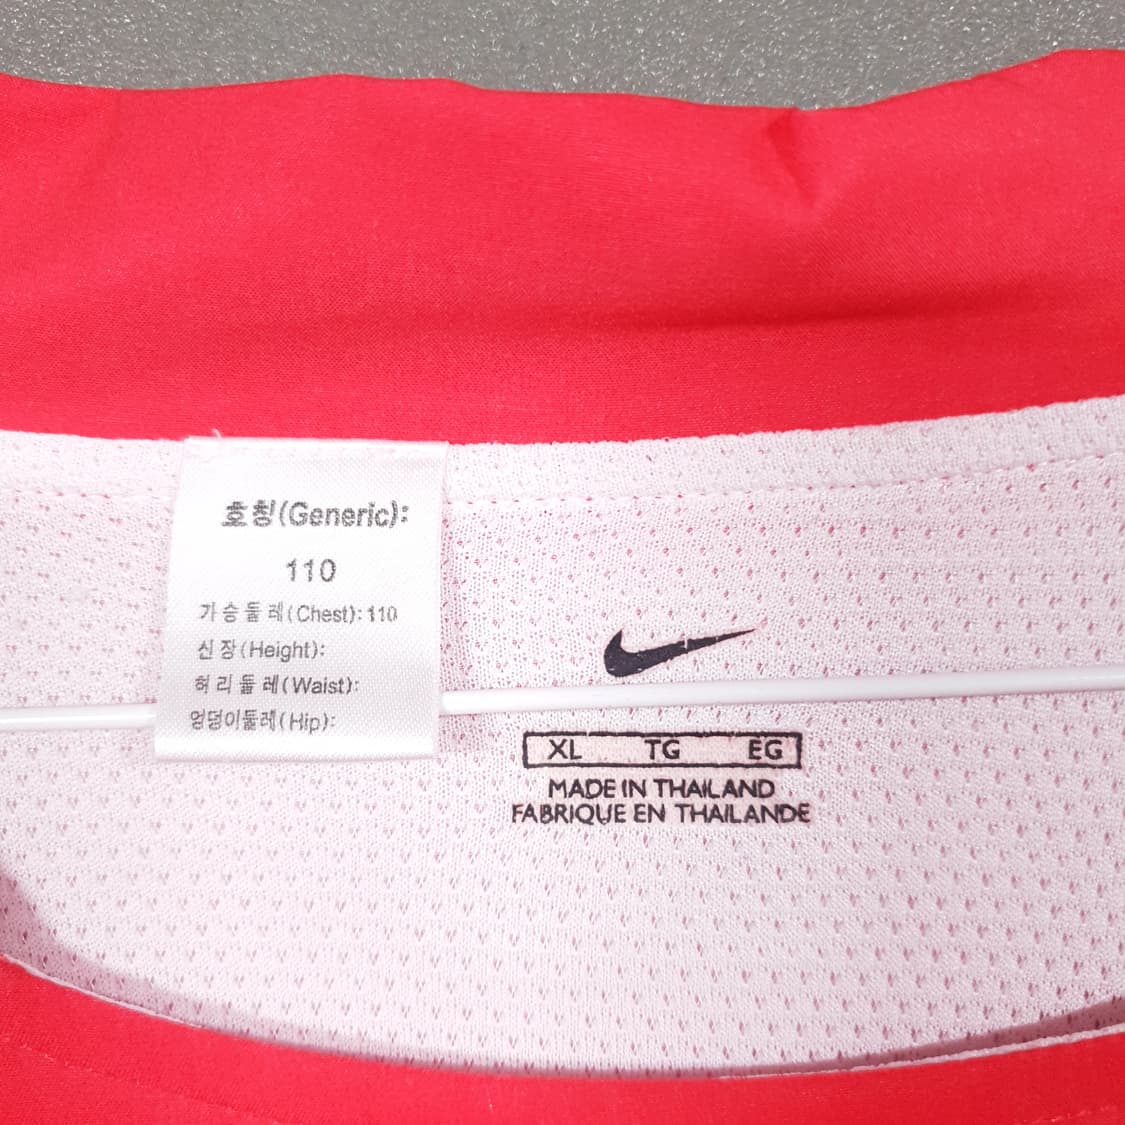 호칭(Generic):
110
가슴둘레(Chest):110
신장(Height):
허리둘레(Waist):
엉덩이둘레(Hip):
XL TG EG
MADE IN THAILAND
FABRIQUE EN THAILANDE